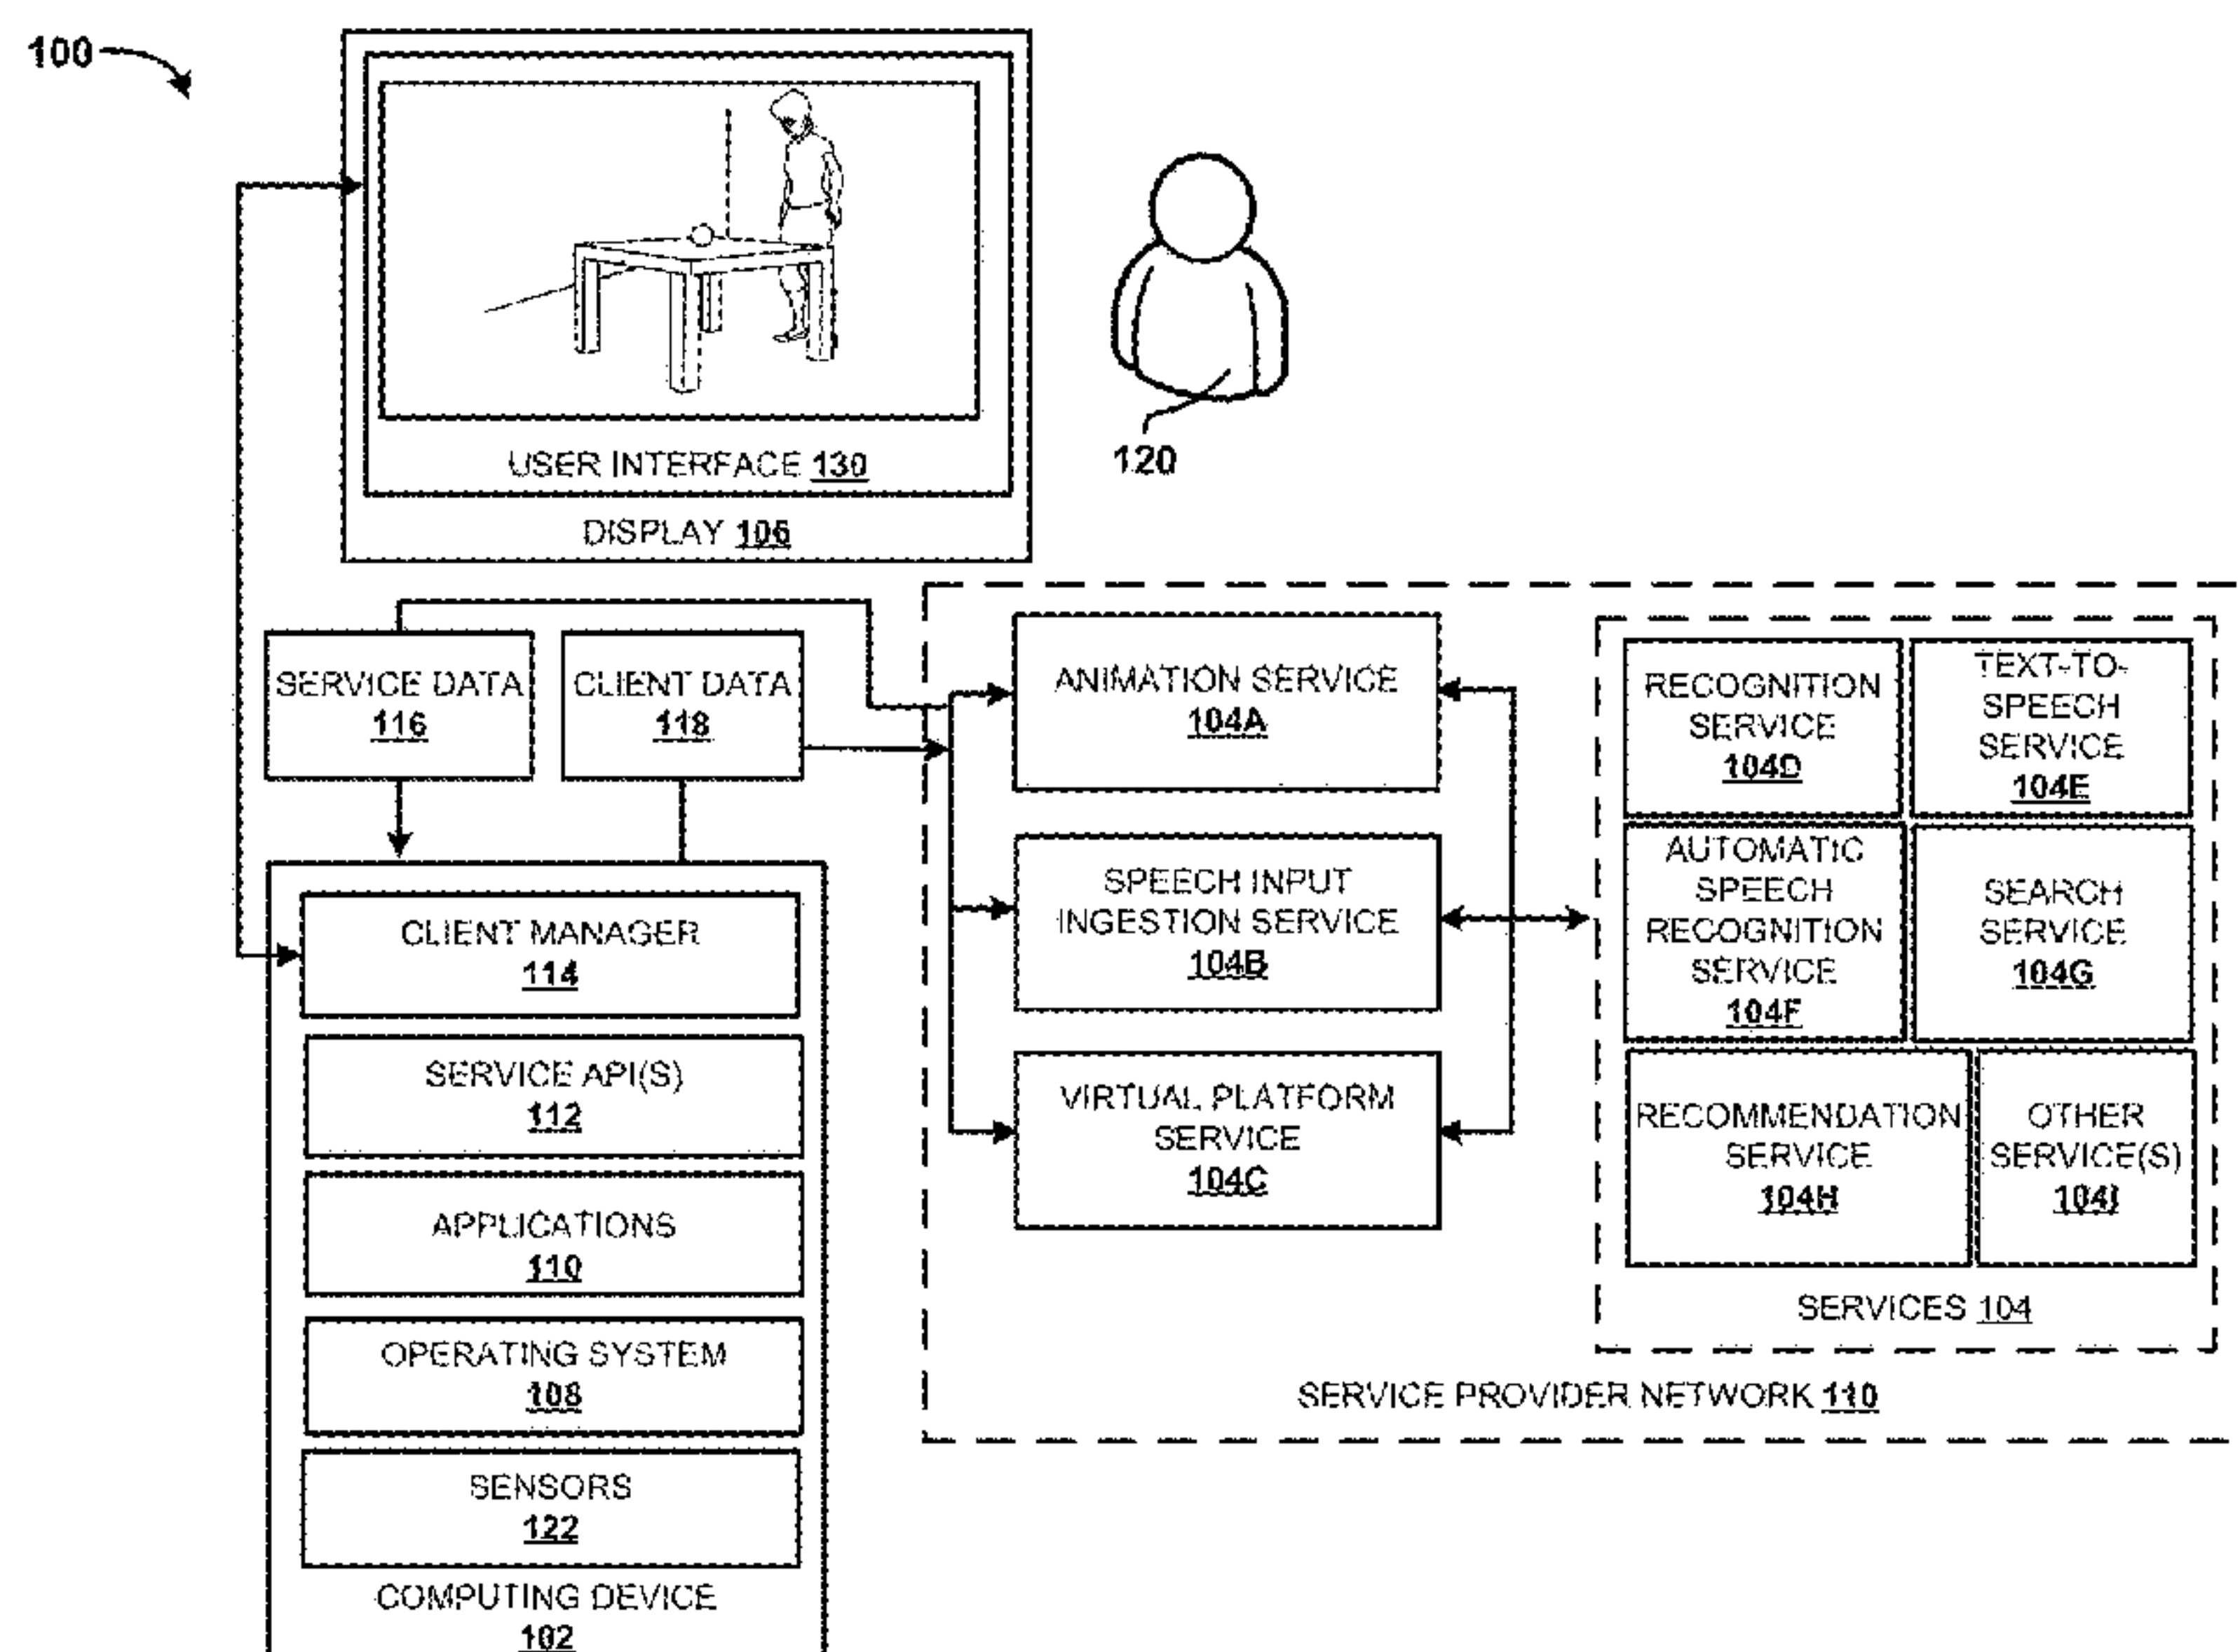 100
USER INTERFACE 130
DISPLAY 106
120
SERVICE DATA
116
CLIENT DATA
118
CLIENT MANAGER
114
SERVICE API(S)
112
APPLICATIONS
110
OPERATING SYSTEM
108
SENSORS
122
COMPUTING DEVICE
102
ANIMATION SERVICE
104A
SPEECH INPUT
INGESTION SERVICE
104B
VIRTUAL PLATFORM
SERVICE
104C
RECOGNITION
SERVICE
104D
TEXT-TO-
SPEECH
SERVICE
104E
AUTOMATIC
SPEECH
RECOGNITION
SERVICE
104F
SEARCH
SERVICE
104G
RECOMMENDATION
SERVICE
104H
OTHER
SERVICE(S)
104I
SERVICES 104
SERVICE PROVIDER NETWORK 110